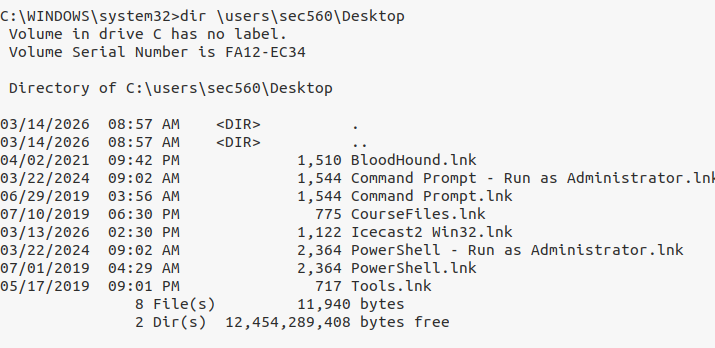 C:\WINDOWS\system32>dir \users\sec560\Desktop
 Volume in drive C has no label.
 Volume Serial Number is FA12-EC34

 Directory of C:\users\sec560\Desktop

03/14/2026  08:57 AM    <DIR>          .
03/14/2026  08:57 AM    <DIR>          ..
04/02/2021  09:42 PM             1,510 BloodHound.lnk
03/22/2024  09:02 AM             1,544 Command Prompt - Run as Administrator.lnk
06/29/2019  03:56 AM             1,544 Command Prompt.lnk
07/10/2019  06:30 PM               775 CourseFiles.lnk
03/13/2026  02:30 PM             1,122 Icecast2 Win32.lnk
03/22/2024  09:02 AM             2,364 PowerShell - Run as Administrator.lnk
07/01/2019  04:29 AM             2,364 PowerShell.lnk
05/17/2019  09:01 PM               717 Tools.lnk
               8 File(s)         11,940 bytes
               2 Dir(s)  12,454,289,408 bytes free